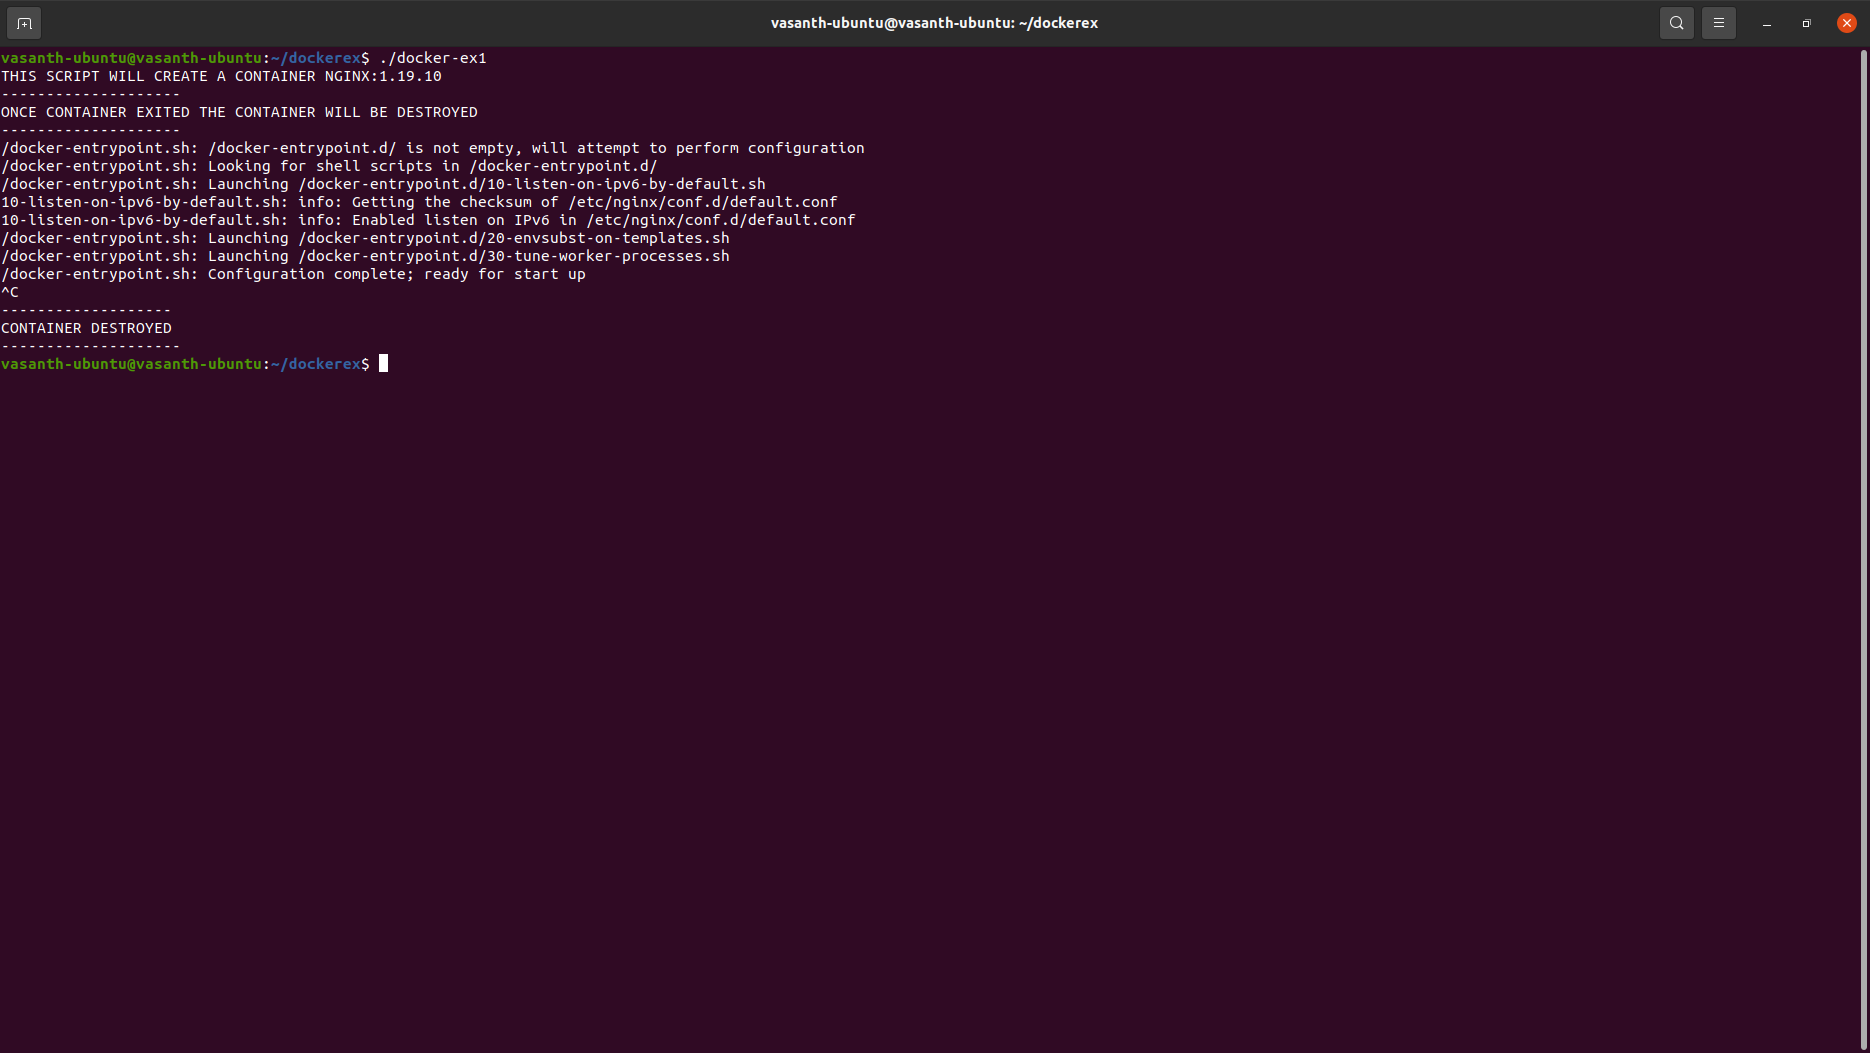 vasanth-ubuntu@vasanth-ubuntu: ~/dockerex
vasanth-ubuntu@vasanth-ubuntu:~/dockerex$ ./docker-ex1
THIS SCRIPT WILL CREATE A CONTAINER NGINX:1.19.10
--------------------
ONCE CONTAINER EXITED THE CONTAINER WILL BE DESTROYED
--------------------
/docker-entrypoint.sh: /docker-entrypoint.d/ is not empty, will attempt to perform configuration
/docker-entrypoint.sh: Looking for shell scripts in /docker-entrypoint.d/
/docker-entrypoint.sh: Launching /docker-entrypoint.d/10-listen-on-ipv6-by-default.sh
10-listen-on-ipv6-by-default.sh: info: Getting the checksum of /etc/nginx/conf.d/default.conf
10-listen-on-ipv6-by-default.sh: info: Enabled listen on IPv6 in /etc/nginx/conf.d/default.conf
/docker-entrypoint.sh: Launching /docker-entrypoint.d/20-envsubst-on-templates.sh
/docker-entrypoint.sh: Launching /docker-entrypoint.d/30-tune-worker-processes.sh
/docker-entrypoint.sh: Configuration complete; ready for start up
^C
-------------------
CONTAINER DESTROYED
--------------------
vasanth-ubuntu@vasanth-ubuntu:~/dockerex$